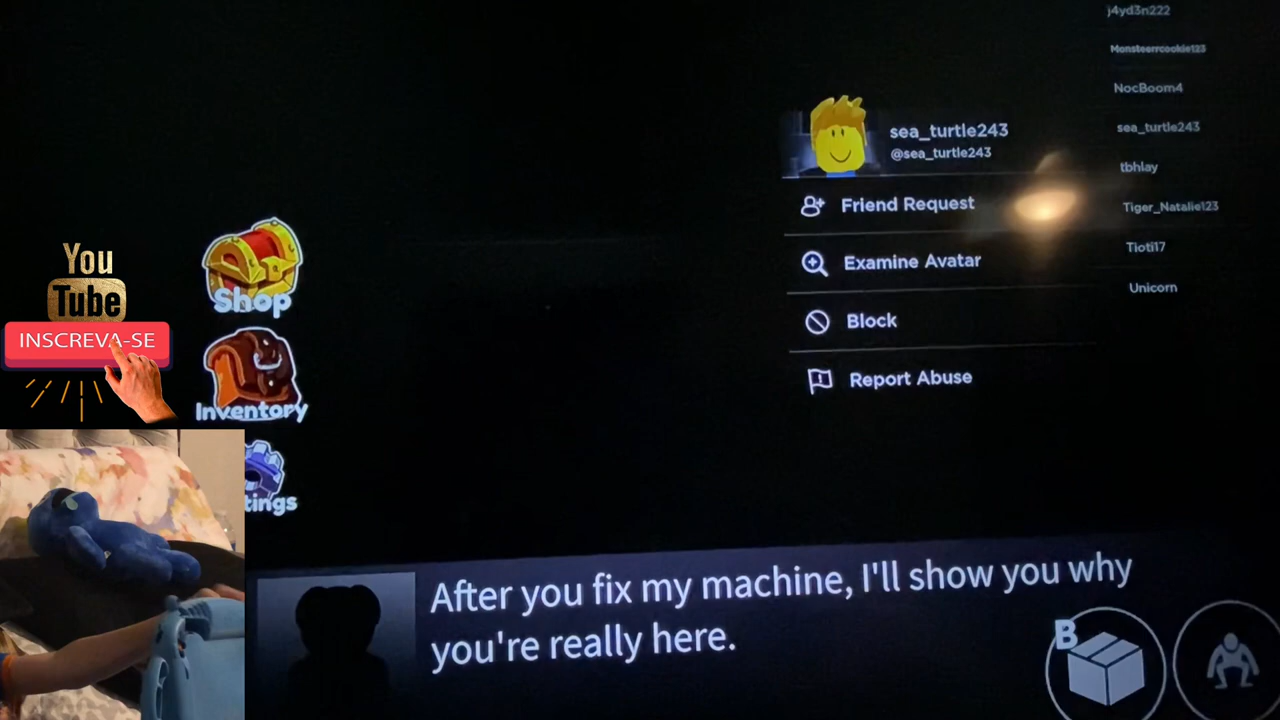 j4yd3n222
Monsteerrcookie123
NocBoom4
sea_turtle243
@sea_turtle243
sea_turtle243
tbhlay
Friend Request
Tiger_Natalie123
Tioti17
Examine Avatar
Unicorn
Block
Report Abuse
You
Tube
INSCREVA-SE
Shop
Inventory
tings
After you fix my machine, I'll show you why
you're really here.
B